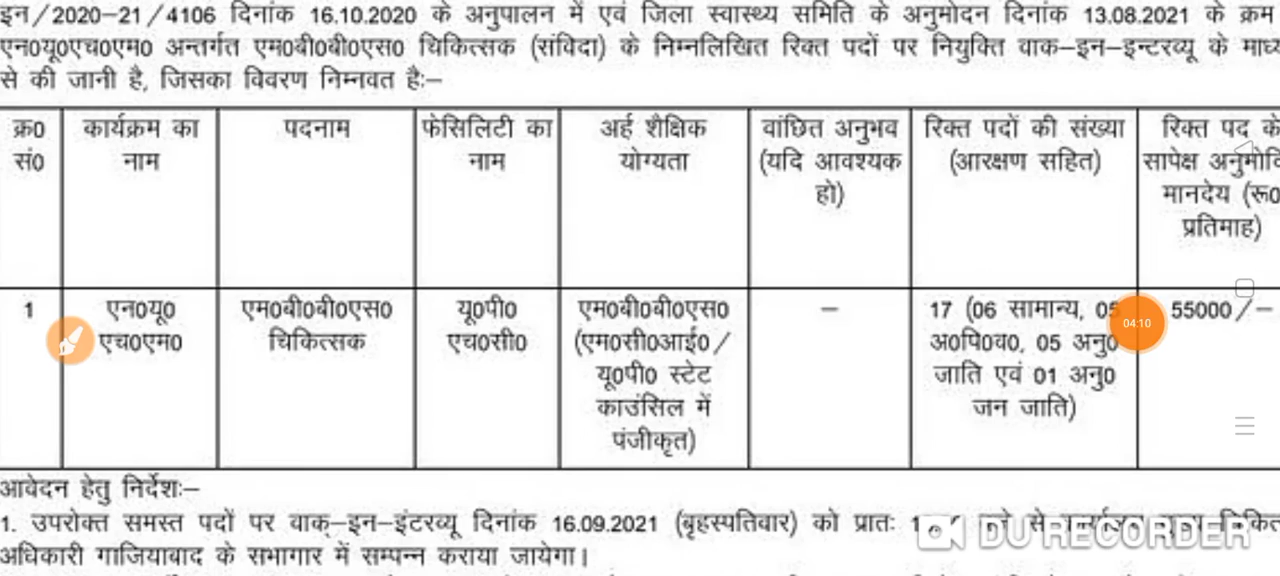 इन/2020-21/4106 दिनांक 16.10.2020 के अनुपालन में एवं जिला स्वास्थ्य समिति के अनुमोदन दिनांक 13.08.2021 के क्रम
एन0यू0एच0एम0 अन्तर्गत एम0बी0बी0एस0 चिकित्सक (संविदा) के निम्नलिखित रिक्त पदों पर नियुक्ति वाक-इन-इन्टरव्यू के माध्य
से की जानी है, जिसका विवरण निम्नवत है:-
क्र0
सं0
कार्यक्रम का
नाम
पदनाम
फेसिलिटी का
नाम
अर्ह शैक्षिक
योग्यता
वांछित अनुभव
(यदि आवश्यक
हो)
रिक्त पदों की संख्या
(आरक्षण सहित)
रिक्त पद के
सापेक्ष अनुमोदि
मानदेय (रू0
प्रतिमाह)
1
एन0यू0
एच0एम0
एम0बी0बी0एस0
चिकित्सक
यू0पी0
एच0सी0
एम0बी0बी0एस0
(एम0सी0आई0/
यू0पी0 स्टेट
काउंसिल में
पंजीकृत)
–
17 (06 सामान्य, 05
अ0पि0व0, 05 अनु0
जाति एवं 01 अनु0
जन जाति)
55000/-
04:10
आवेदन हेतु निर्देशः-
1. उपरोक्त समस्त पदों पर वाक्-इन-इंटरव्यू दिनांक 16.09.2021 (बृहस्पतिवार) को प्रातः से
DU RECORDER
अधिकारी गाजियाबाद के सभागार में सम्पन्न कराया जायेगा।